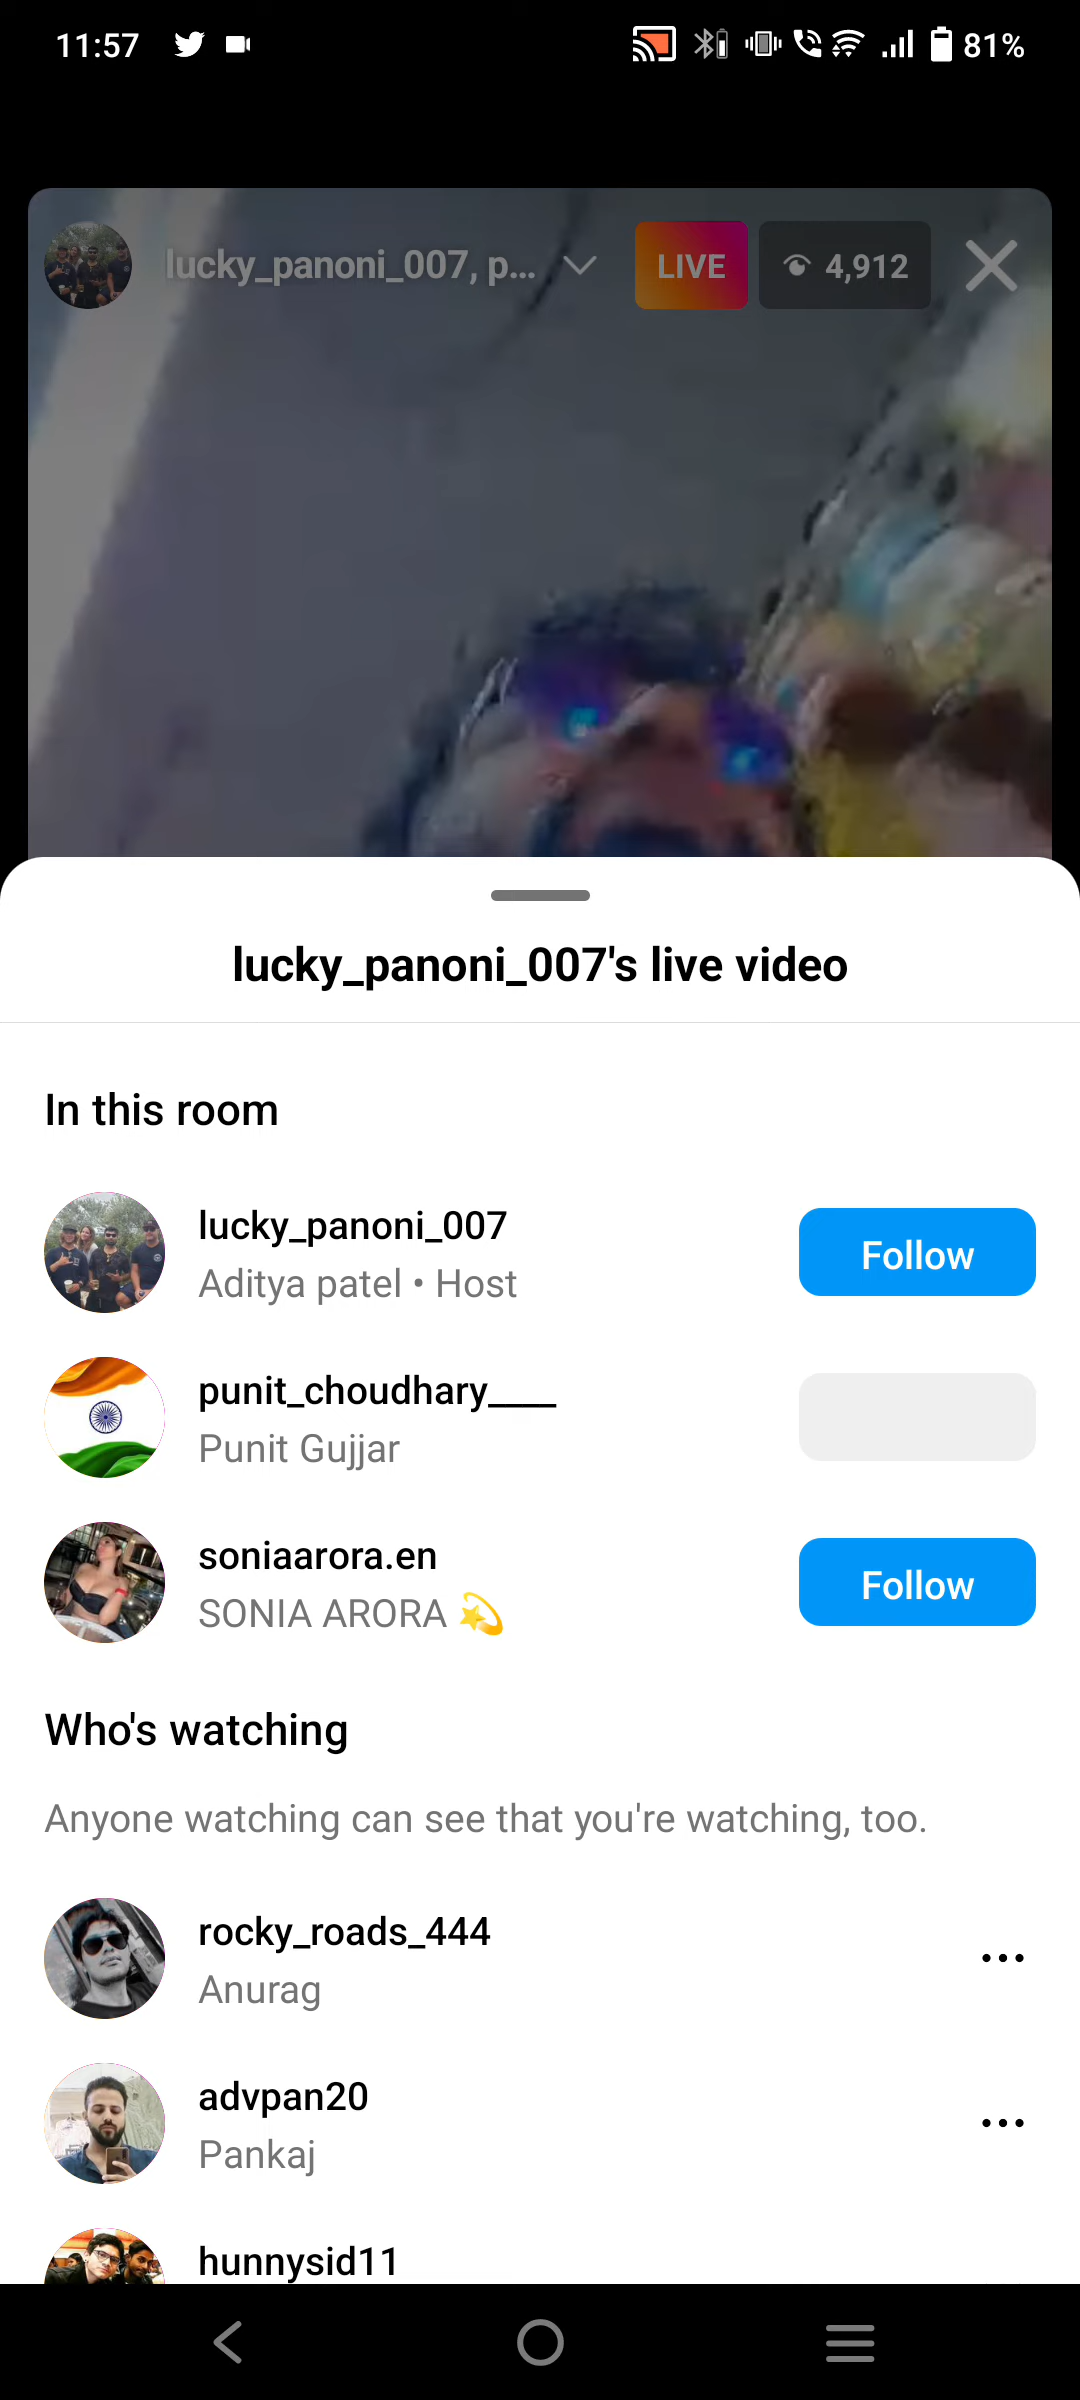 11:57 81%
lucky_panoni_007, p... LIVE 4,912
lucky_panoni_007's live video
In this room
lucky_panoni_007
Aditya patel • Host
Follow
punit_choudhary____
Punit Gujjar
soniaarora.en
SONIA ARORA 💫
Follow
Who's watching
Anyone watching can see that you're watching, too.
rocky_roads_444
Anurag
advpan20
Pankaj
hunnysid11